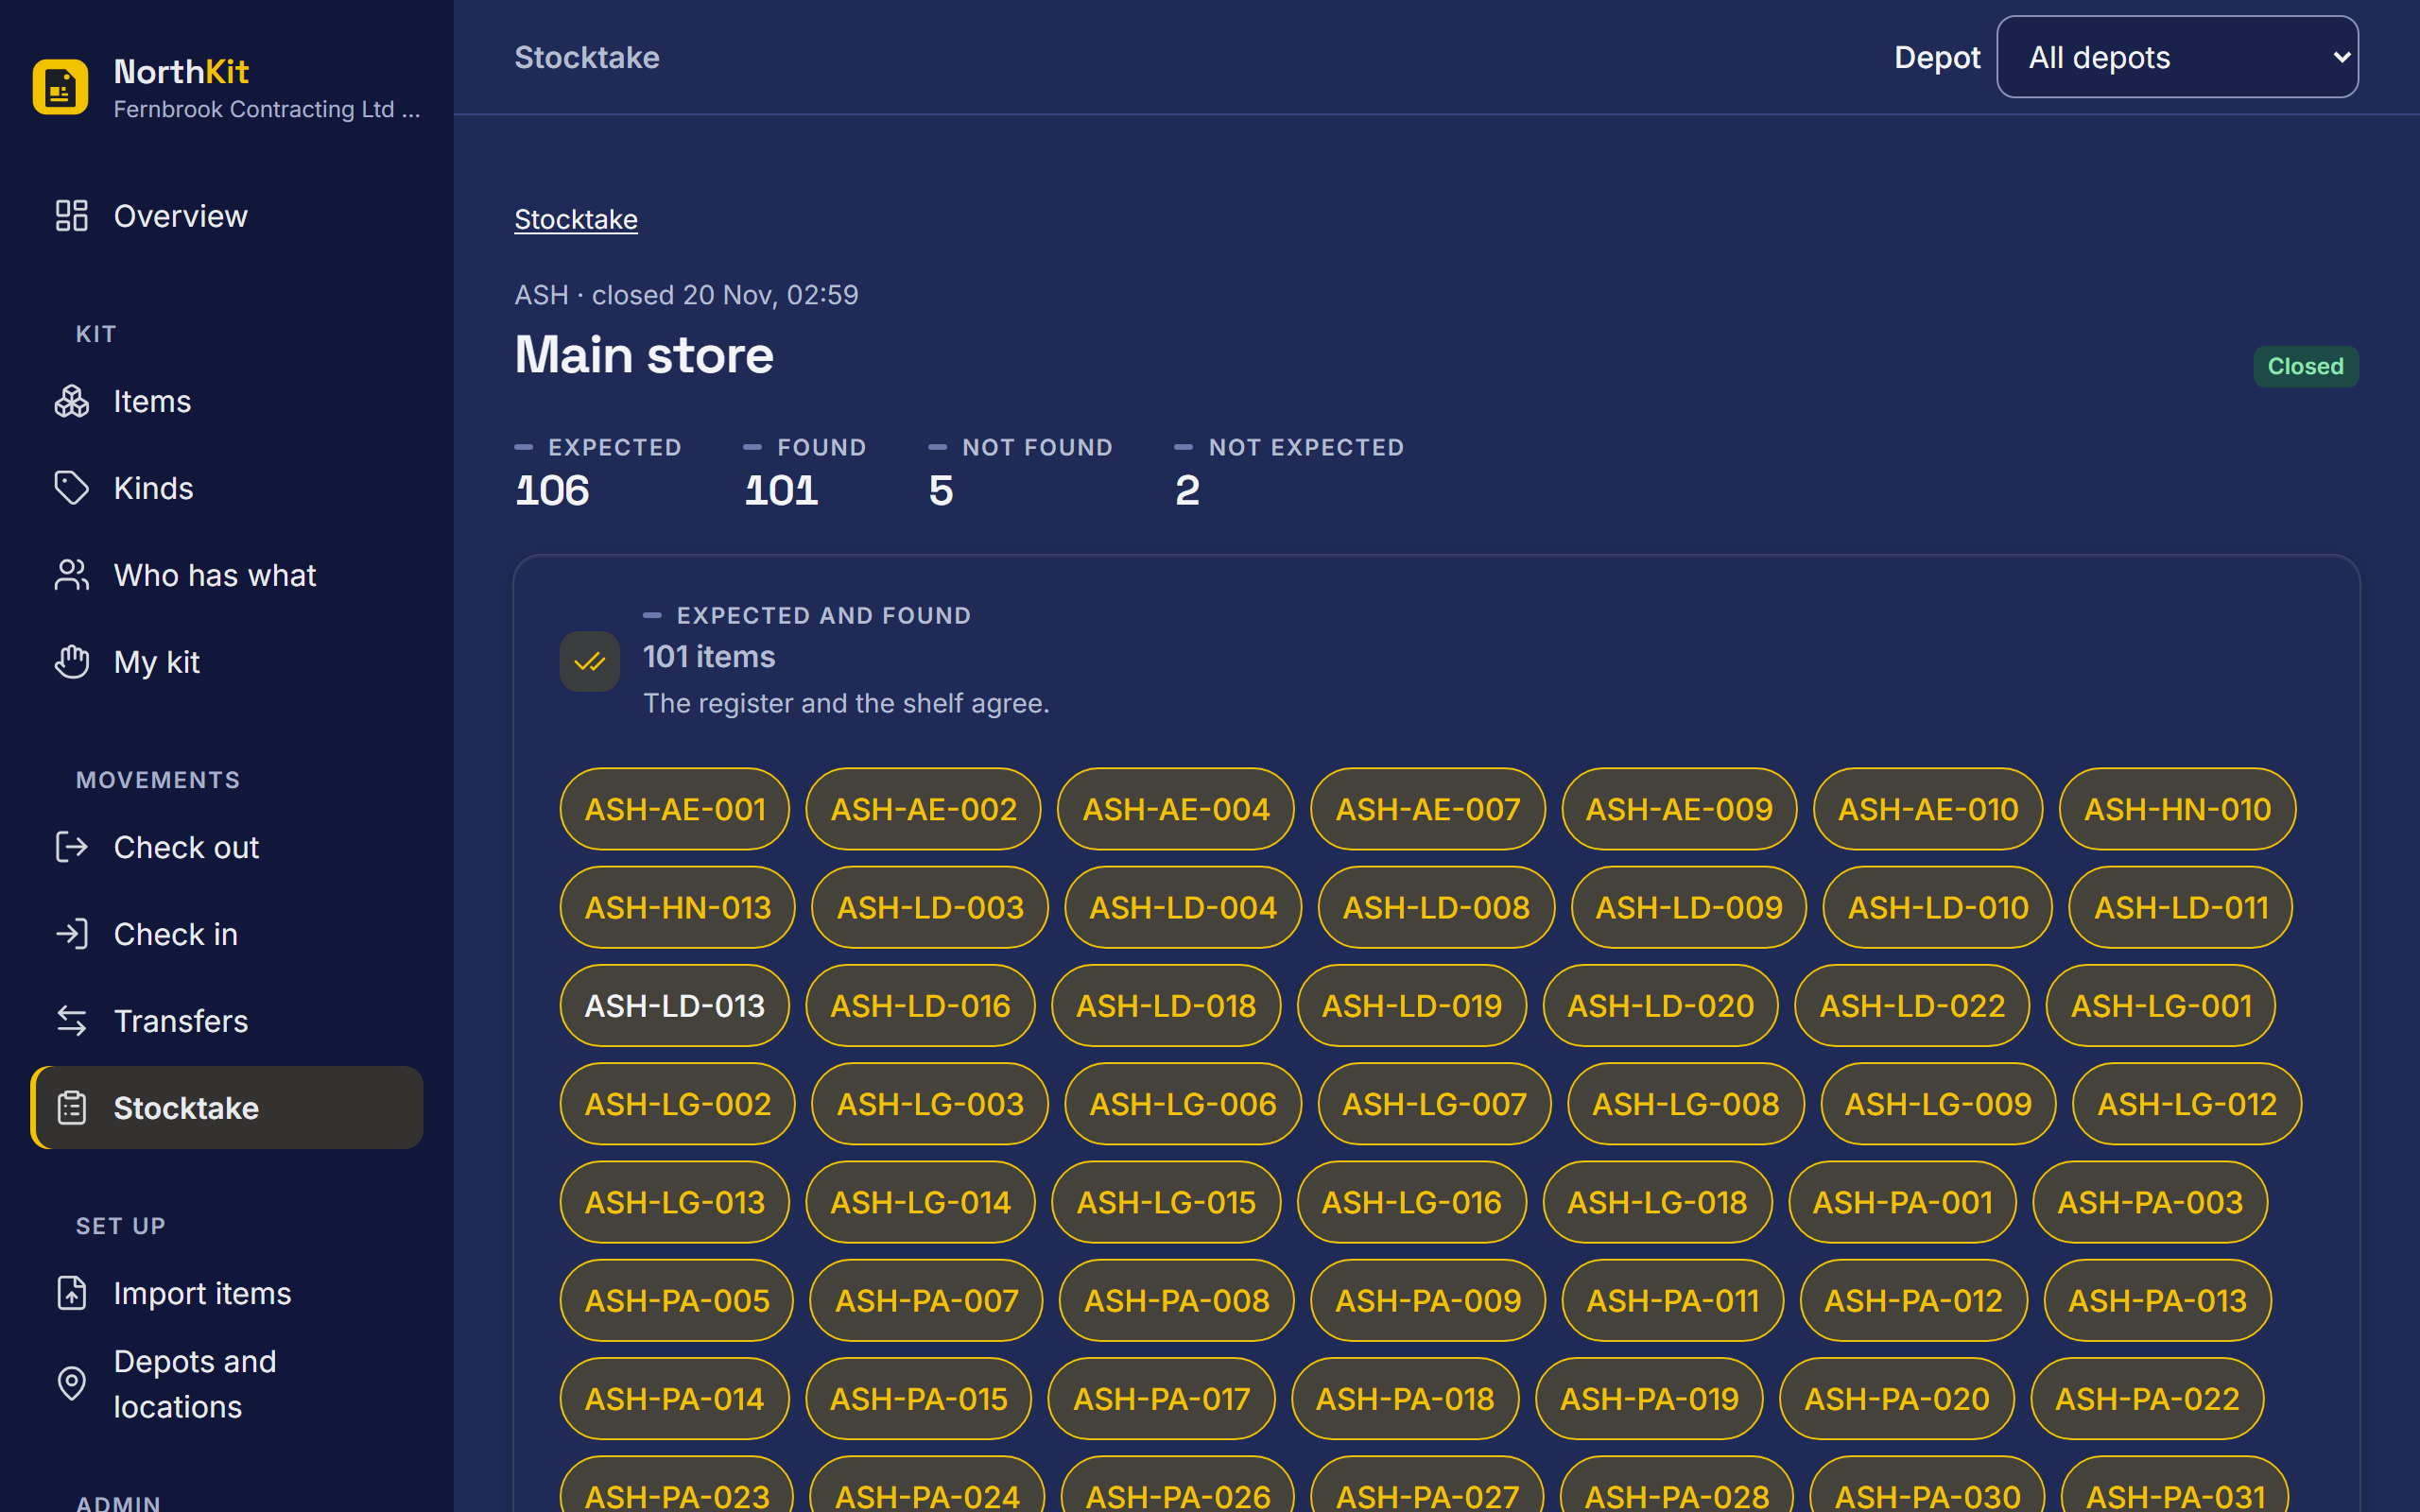 NorthKit
Fernbrook Contracting Ltd ...
Overview
KIT
Items
Kinds
Who has what
My kit
MOVEMENTS
Check out
Check in
Transfers
Stocktake
SET UP
Import items
Depots and
locations
ADMIN
Stocktake
Depot
All depots
Stocktake
ASH · closed 20 Nov, 02:59
Main store
Closed
EXPECTED FOUND NOT FOUND NOT EXPECTED
106 101 5 2
EXPECTED AND FOUND
101 items
The register and the shelf agree.
ASH-AE-001 ASH-AE-002 ASH-AE-004 ASH-AE-007 ASH-AE-009 ASH-AE-010 ASH-HN-010
ASH-HN-013 ASH-LD-003 ASH-LD-004 ASH-LD-008 ASH-LD-009 ASH-LD-010 ASH-LD-011
ASH-LD-013 ASH-LD-016 ASH-LD-018 ASH-LD-019 ASH-LD-020 ASH-LD-022 ASH-LG-001
ASH-LG-002 ASH-LG-003 ASH-LG-006 ASH-LG-007 ASH-LG-008 ASH-LG-009 ASH-LG-012
ASH-LG-013 ASH-LG-014 ASH-LG-015 ASH-LG-016 ASH-LG-018 ASH-PA-001 ASH-PA-003
ASH-PA-005 ASH-PA-007 ASH-PA-008 ASH-PA-009 ASH-PA-011 ASH-PA-012 ASH-PA-013
ASH-PA-014 ASH-PA-015 ASH-PA-017 ASH-PA-018 ASH-PA-019 ASH-PA-020 ASH-PA-022
ASH-PA-023 ASH-PA-024 ASH-PA-026 ASH-PA-027 ASH-PA-028 ASH-PA-030 ASH-PA-031